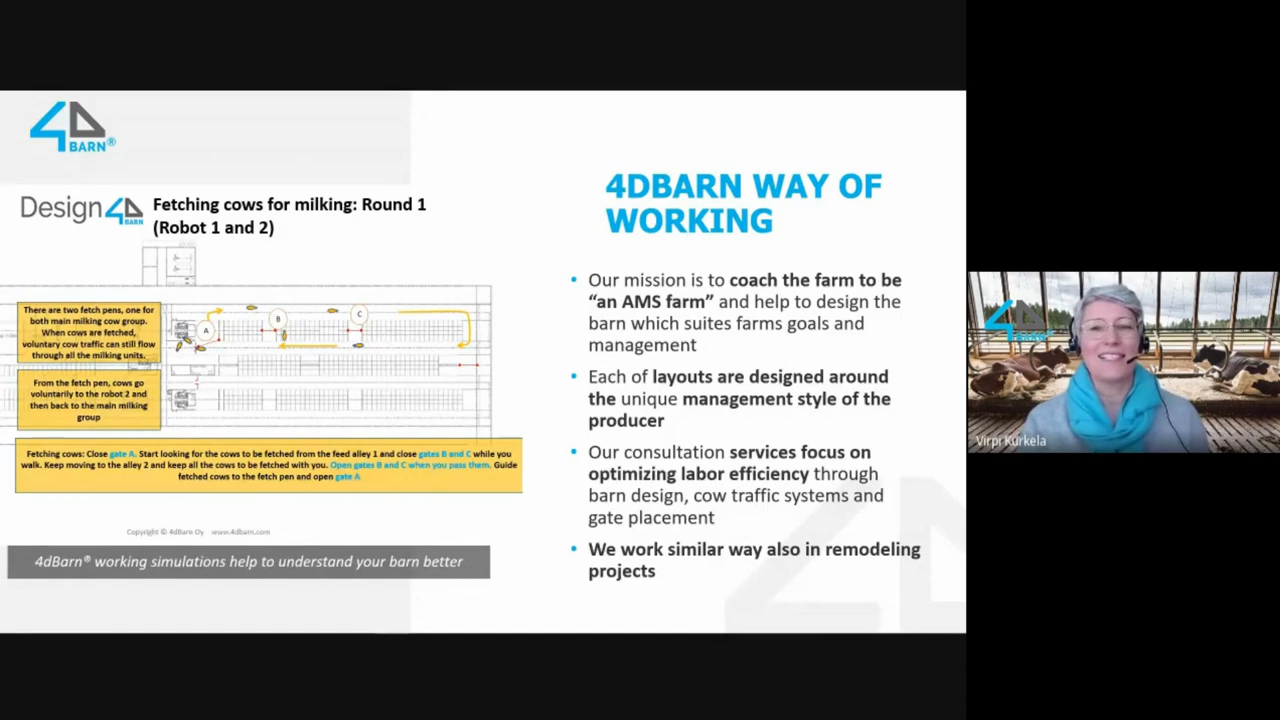 4D
BARN®
Design 4D
BARN
Fetching cows for milking: Round 1
(Robot 1 and 2)
There are two fetch pens, one for
both main milking cow group.
When cows are fetched,
voluntary cow traffic can still flow
through all the milking units.
From the fetch pen, cows go
voluntarily to the robot 2 and
then back to the main milking
group
A
B
C
Fetching cows: Close gate A. Start looking for the cows to be fetched from the feed alley 1 and close gates B and C while you
walk. Keep moving to the alley 2 and keep all the cows to be fetched with you. Open gates B and C when you pass them. Guide
fetched cows to the fetch pen and open gate A
Copyright © 4dBarn Oy www.4dbarn.com
4dBarn® working simulations help to understand your barn better
4DBARN WAY OF
WORKING
• Our mission is to coach the farm to be
“an AMS farm” and help to design the
barn which suites farms goals and
management
• Each of layouts are designed around
the unique management style of the
producer
• Our consultation services focus on
optimizing labor efficiency through
barn design, cow traffic systems and
gate placement
• We work similar way also in remodeling
projects
4D
BARN
Virpi Kurkela